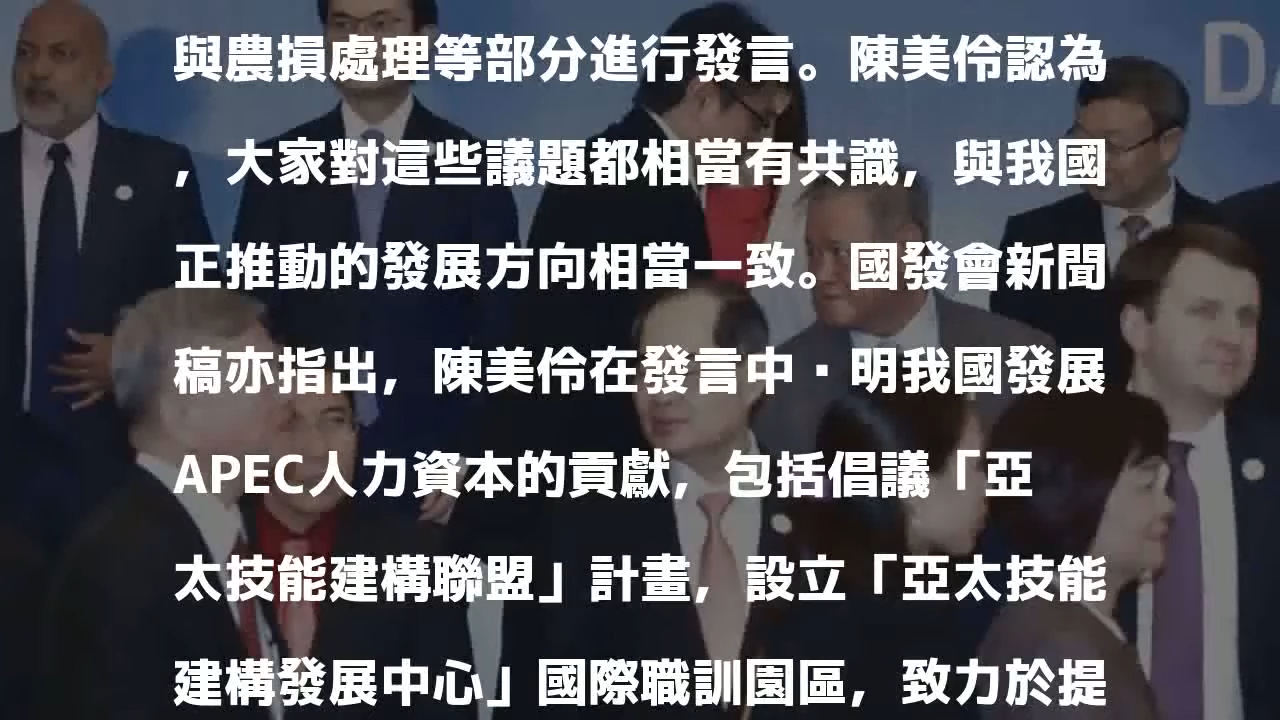 與農損處理等部分進行發言。陳美伶認為
，大家對這些議題都相當有共識，與我國
正推動的發展方向相當一致。國發會新聞
稿亦指出，陳美伶在發言中·明我國發展
APEC人力資本的貢獻，包括倡議「亞
太技能建構聯盟」計畫，設立「亞太技能
建構發展中心」國際職訓園區，致力於提